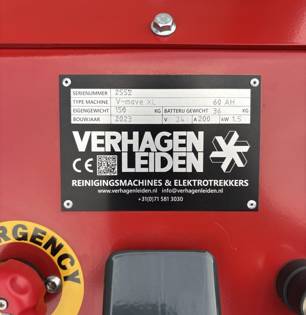 SERIENUMMER 2552
TYPE MACHINE V-move XL 60 AH
EIGENGEWICHT 150 KG BATTERIJ GEWICHT 36 KG
BOUWJAAR 2023 V 24 A 200 kW 1.5
VERHAGEN
LEIDEN
CE
REINIGINGSMACHINES & ELEKTROTREKKERS
www.verhagenleiden.nl info@verhagenleiden.nl
+31(0)71 581 3030
ERGENCY